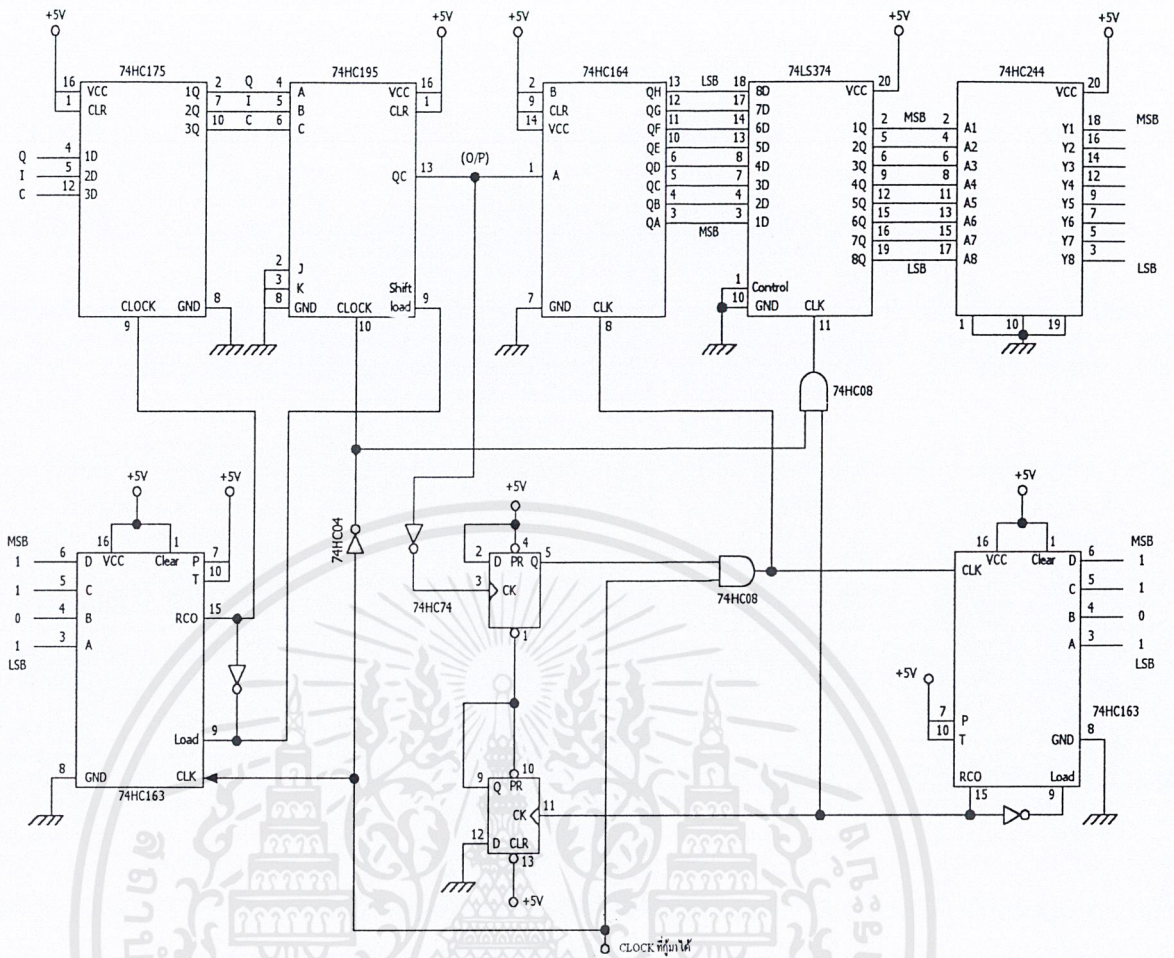 +5V
+5V
+5V
+5V
+5V
74HC175
16 VCC 1Q 2 Q
1 CLR 2Q 7 I
3Q 10 C
Q 4 1D
I 5 2D
C 12 3D
CLOCK GND 8
9
74HC195
4 A VCC 16
5 B CLR 1
6 C
QC 13
(O/P)
2 J
3 K
8 GND CLOCK Shift load 9
10
74HC164
2 B QH 13 LSB
9 CLR QG 12
14 VCC QF 11
QE 10
1 A QD 6
QC 5
QB 4
QA 3
MSB
7 GND CLK
8
74LS374
18 8D VCC 20
17 7D
14 6D 1Q 2 MSB
13 5D 2Q 5
8 4D 3Q 6
7 3D 4Q 9
4 2D 5Q 12
3 1D 6Q 15
7Q 16
8Q 19
LSB
1 Control
10 GND CLK
11
74HC244
VCC 20
2 A1 Y1 18 MSB
4 A2 Y2 16
6 A3 Y3 14
8 A4 Y4 12
11 A5 Y5 9
13 A6 Y6 7
15 A7 Y7 5
17 A8 Y8 3
LSB
1 10 19
74HC08
+5V
+5V
MSB
16 1
1 6 D VCC Clear P 7
T 10
1 5 C
0 4 B RCO 15
1 3 A
LSB
Load 9
8 GND CLK
74HC163
74HC04
+5V
4
2 D PR Q 5
3 CK
74HC74
1
74HC08
10
9 Q PR
CK 11
12 D CLR
13
+5V
+5V
16 1
VCC Clear D 6 MSB
1
CLK C 5 1
B 4 0
A 3 1
LSB
+5V
74HC163
7 P
10 T GND 8
RCO Load
15 9
CLOCK ที่กู้มาได้